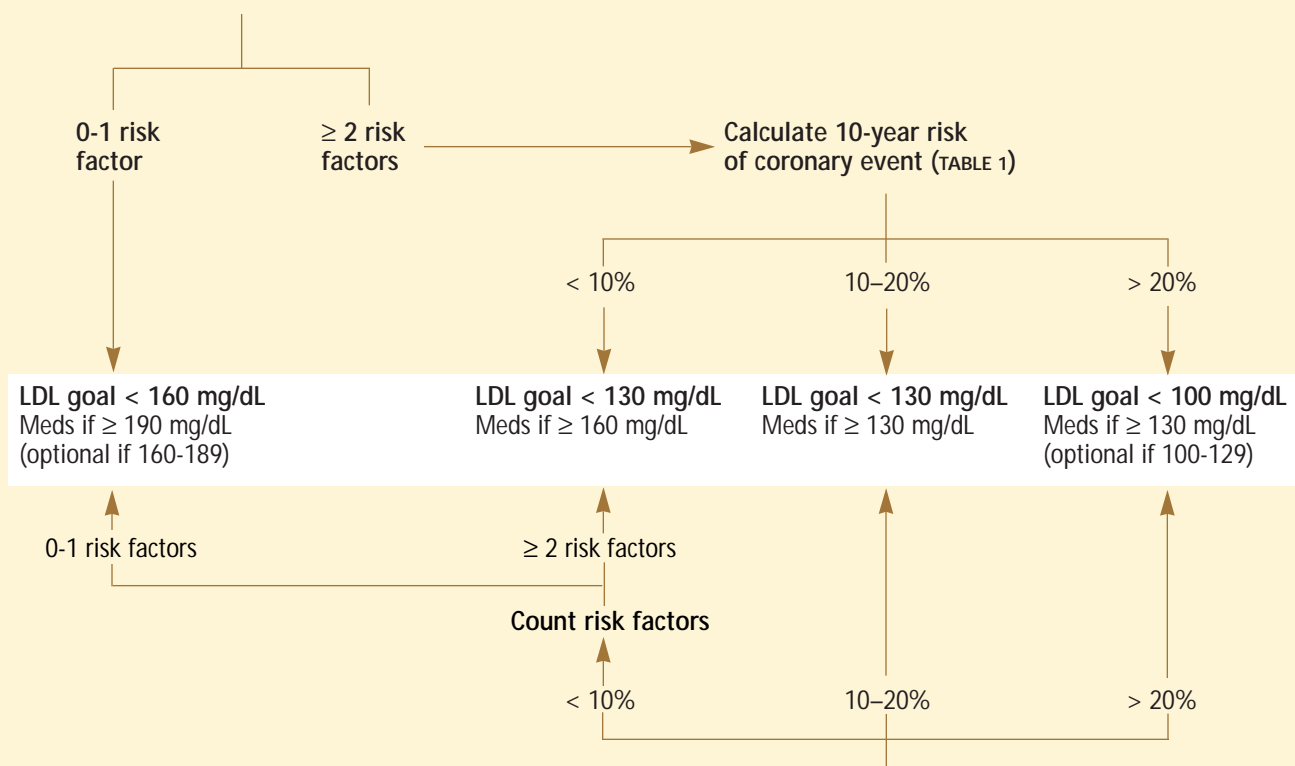 0-1 risk
factor
≥ 2 risk
factors
Calculate 10-year risk
of coronary event (TABLE 1)
< 10%
10–20%
> 20%
LDL goal < 160 mg/dL
Meds if ≥ 190 mg/dL
(optional if 160-189)
LDL goal < 130 mg/dL
Meds if ≥ 160 mg/dL
LDL goal < 130 mg/dL
Meds if ≥ 130 mg/dL
LDL goal < 100 mg/dL
Meds if ≥ 130 mg/dL
(optional if 100-129)
0-1 risk factors
≥ 2 risk factors
Count risk factors
< 10%
10–20%
> 20%